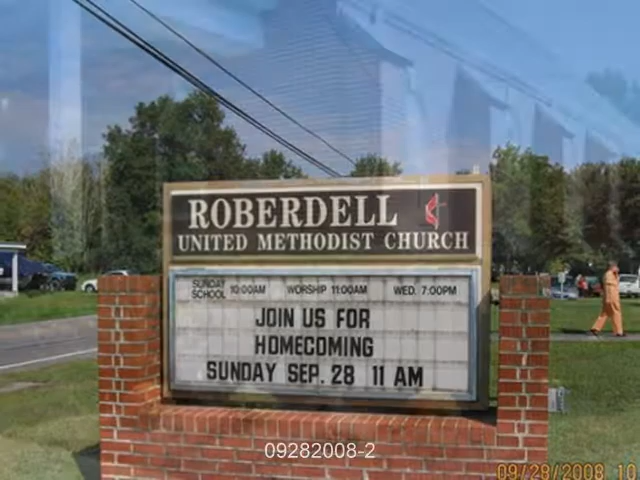 ROBERDELL
UNITED METHODIST CHURCH
SUNDAY SCHOOL 10:00AM WORSHIP 11:00AM WED. 7:00PM
JOIN US FOR
HOMECOMING
SUNDAY SEP. 28 11 AM
09282008-2
09/28/2008 10